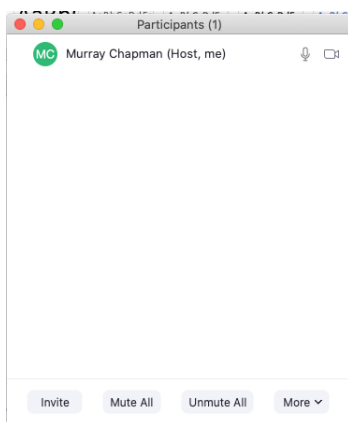 Participants (1)
MC Murray Chapman (Host, me)
Invite Mute All Unmute All More